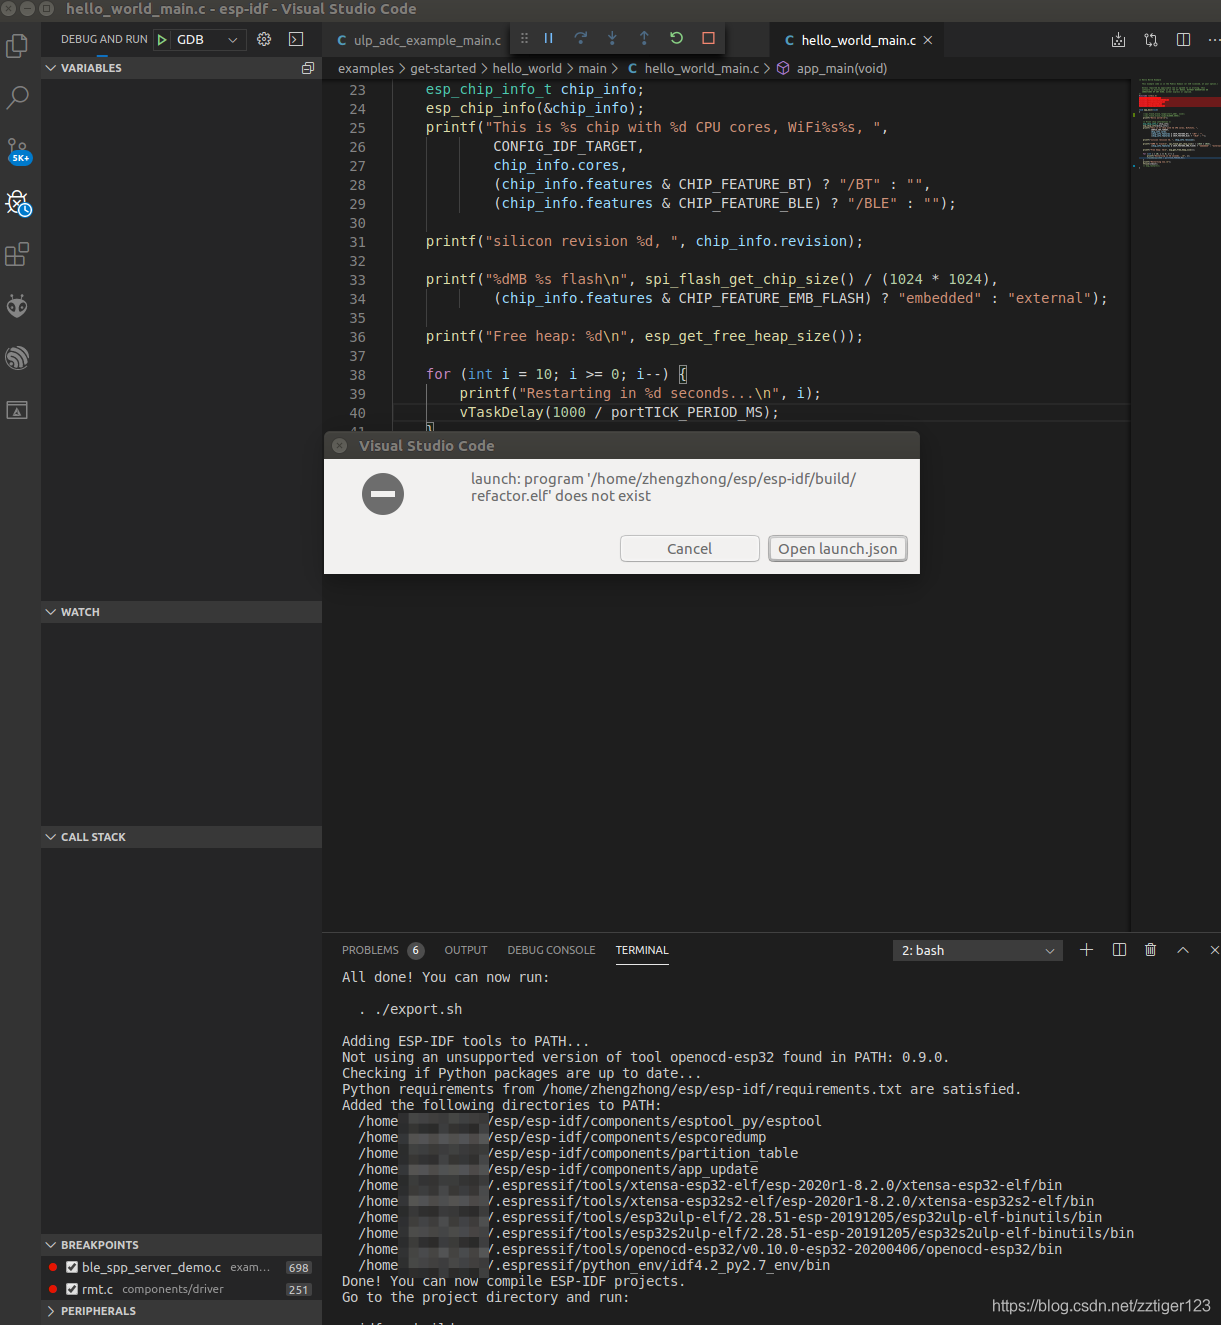 hello_world_main.c - esp-idf - Visual Studio Code
DEBUG AND RUN
GDB
ulp_adc_example_main.c
C hello_world_main.c
VARIABLES
examples > get-started > hello_world > main > C hello_world_main.c > app_main(void)
23 esp_chip_info_t chip_info;
24 esp_chip_info(&chip_info);
25 printf("This is %s chip with %d CPU cores, WiFi%s%s, ",
26 CONFIG_IDF_TARGET,
27 chip_info.cores,
28 (chip_info.features & CHIP_FEATURE_BT) ? "/BT" : "",
29 (chip_info.features & CHIP_FEATURE_BLE) ? "/BLE" : "");
30
31 printf("silicon revision %d, ", chip_info.revision);
32
33 printf("%dMB %s flash\n", spi_flash_get_chip_size() / (1024 * 1024),
34 (chip_info.features & CHIP_FEATURE_EMB_FLASH) ? "embedded" : "external");
35
36 printf("Free heap: %d\n", esp_get_free_heap_size());
37
38 for (int i = 10; i >= 0; i--) {
39 printf("Restarting in %d seconds...\n", i);
40 vTaskDelay(1000 / portTICK_PERIOD_MS);
41 }
5K+
Visual Studio Code
launch: program '/home/zhengzhong/esp/esp-idf/build/
refactor.elf' does not exist
Cancel
Open launch.json
WATCH
CALL STACK
PROBLEMS 6 OUTPUT DEBUG CONSOLE TERMINAL
2: bash
All done! You can now run:
. ./export.sh
Adding ESP-IDF tools to PATH...
Not using an unsupported version of tool openocd-esp32 found in PATH: 0.9.0.
Checking if Python packages are up to date...
Python requirements from /home/zhengzhong/esp/esp-idf/requirements.txt are satisfied.
Added the following directories to PATH:
/home /esp/esp-idf/components/esptool_py/esptool
/home /esp/esp-idf/components/espcoredump
/home /esp/esp-idf/components/partition_table
/home /esp/esp-idf/components/app_update
/home /.espressif/tools/xtensa-esp32-elf/esp-2020r1-8.2.0/xtensa-esp32-elf/bin
/home /.espressif/tools/xtensa-esp32s2-elf/esp-2020r1-8.2.0/xtensa-esp32s2-elf/bin
/home /.espressif/tools/esp32ulp-elf/2.28.51-esp-20191205/esp32ulp-elf-binutils/bin
/home /.espressif/tools/esp32s2ulp-elf/2.28.51-esp-20191205/esp32s2ulp-elf-binutils/bin
/home /.espressif/tools/openocd-esp32/v0.10.0-esp32-20200406/openocd-esp32/bin
/home /.espressif/python_env/idf4.2_py2.7_env/bin
Done! You can now compile ESP-IDF projects.
Go to the project directory and run:
BREAKPOINTS
ble_spp_server_demo.c exam... 698
rmt.c components/driver 251
PERIPHERALS
https://blog.csdn.net/zztiger123